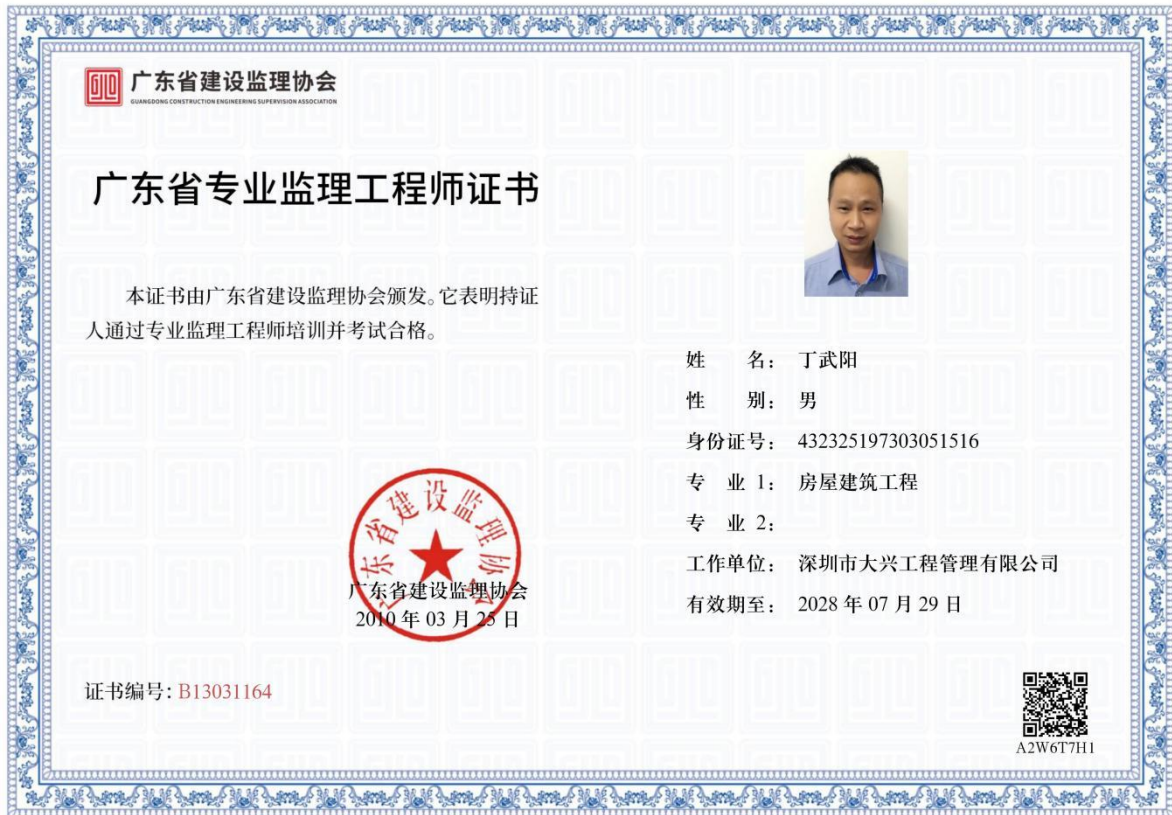 广东省建设监理协会
GUANGDONG CONSTRUCTION ENGINEERING SUPERVISION ASSOCIATION
广东省专业监理工程师证书
本证书由广东省建设监理协会颁发。它表明持证
人通过专业监理工程师培训并考试合格。
姓 名： 丁武阳
性 别： 男
身份证号： 432325197303051516
专 业 1： 房屋建筑工程
专 业 2：
工作单位： 深圳市大兴工程管理有限公司
有效期至： 2028 年 07 月 29 日
广东省建设监理协会
广东省建设监理协会
2010 年 03 月 25 日
证书编号: B13031164
A2W6T7H1